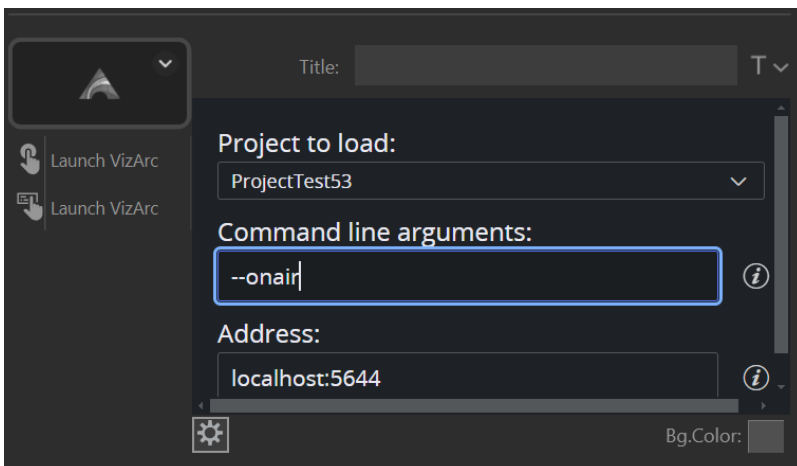 Title:
T
Launch VizArc
Launch VizArc
Project to load:
ProjectTest53
Command line arguments:
--onair
Address:
localhost:5644
Bg.Color: